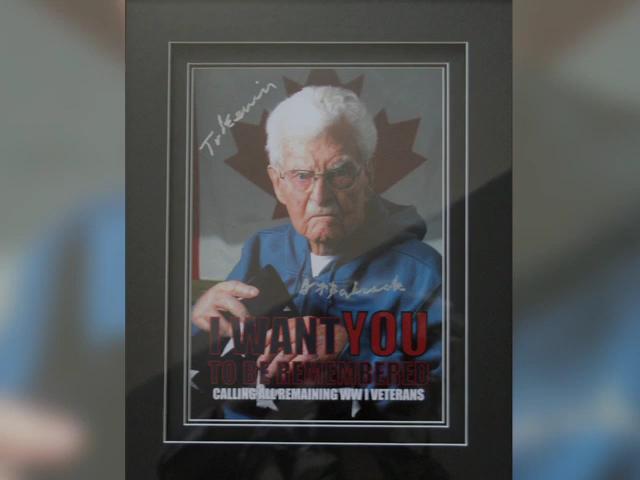 To Kevin
I WANT YOU
TO BE REMEMBERED
CALLING ALL REMAINING WW I VETERANS